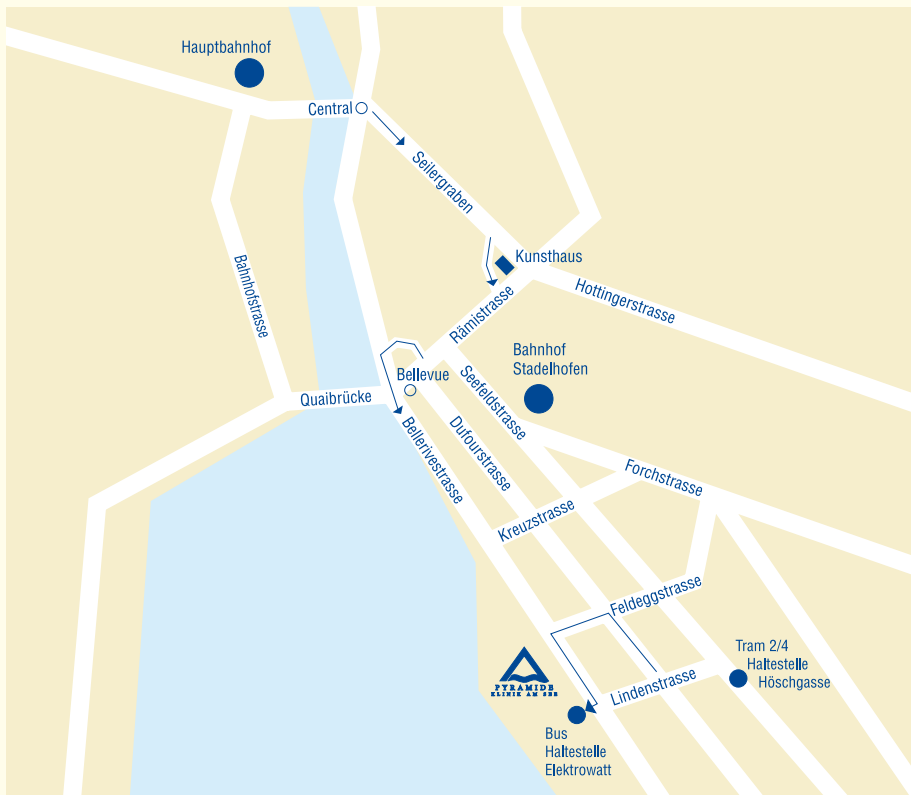 Hauptbahnhof
Central
Seilergraben
Kunsthaus
Bahnhofstrasse
Hottingerstrasse
Rämistrasse
Bahnhof
Stadelhofen
Seefeldstrasse
Bellevue
Quaibrücke
Dufourstrasse
Bellerivestrasse
Forchstrasse
Kreuzstrasse
Feldeggstrasse
Tram 2/4
Haltestelle
Höschgasse
PYRAMIDE
KLINIK AM SEE
Lindenstrasse
Bus
Haltestelle
Elektrowatt